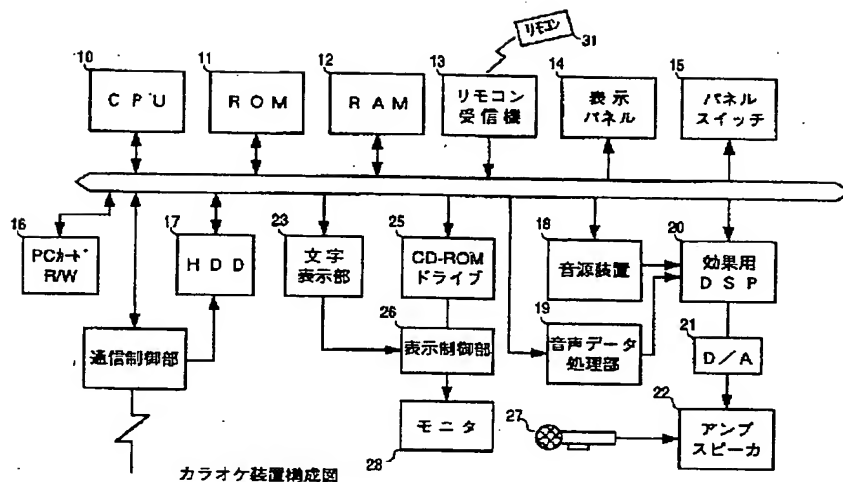 リモコン
31
10
CPU
11
ROM
12
RAM
13
リモコン
受信機
14
表示
パネル
15
パネル
スイッチ
16
PCカード
R/W
17
HDD
23
文字
表示部
25
CD-ROM
ドライブ
18
音源装置
20
効果用
DSP
通信制御部
26
表示制御部
19
音声データ
処理部
21
D/A
モニタ
28
27
22
アンプ
スピーカ
カラオケ装置構成図